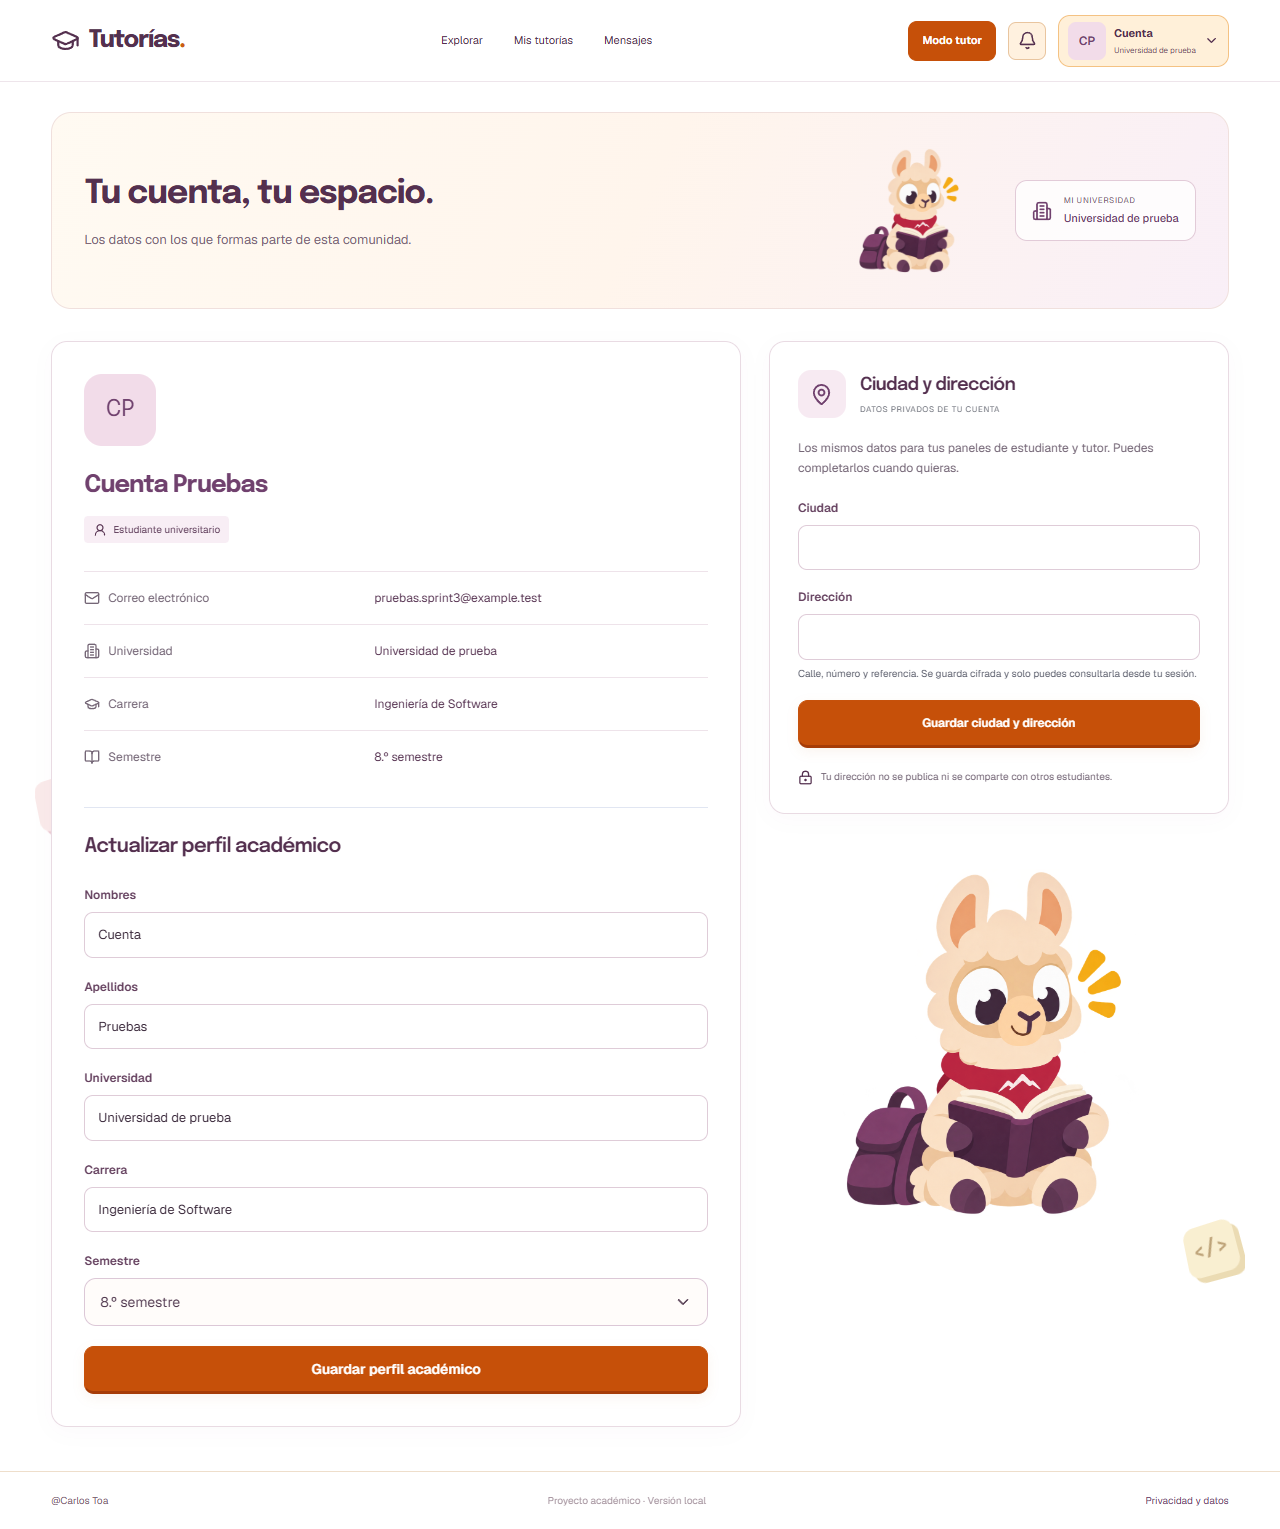 Tutorías.
Explorar
Mis tutorías
Mensajes
Modo tutor
CP
Cuenta
Universidad de prueba
Tu cuenta, tu espacio.
Los datos con los que formas parte de esta comunidad.
MI UNIVERSIDAD
Universidad de prueba
CP
Cuenta Pruebas
Estudiante universitario
Correo electrónico
pruebas.sprint3@example.test
Universidad
Universidad de prueba
Carrera
Ingeniería de Software
Semestre
8.º semestre
Actualizar perfil académico
Nombres
Cuenta
Apellidos
Pruebas
Universidad
Universidad de prueba
Carrera
Ingeniería de Software
Semestre
8.º semestre
Guardar perfil académico
Ciudad y dirección
DATOS PRIVADOS DE TU CUENTA
Los mismos datos para tus paneles de estudiante y tutor. Puedes
completarlos cuando quieras.
Ciudad
Dirección
Calle, número y referencia. Se guarda cifrada y solo puedes consultarla desde tu sesión.
Guardar ciudad y dirección
Tu dirección no se publica ni se comparte con otros estudiantes.
</>
@Carlos Toa
Proyecto académico · Versión local
Privacidad y datos